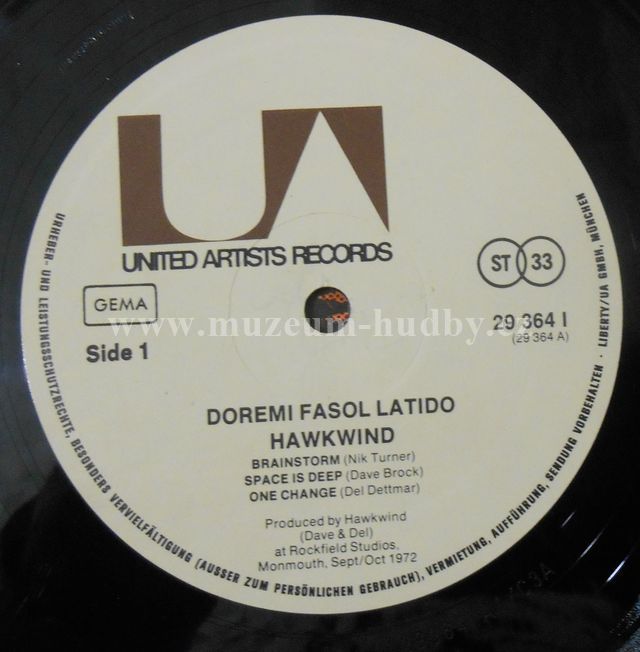 UNITED ARTISTS RECORDS
GEMA
ST 33
Side 1
29 364 I
(29 364 A)
www.muzeum-hudby.cz
DOREMI FASOL LATIDO
HAWKWIND
BRAINSTORM (Nik Turner)
SPACE IS DEEP (Dave Brock)
ONE CHANGE (Del Dettmar)
Produced by Hawkwind
(Dave & Del)
at Rockfield Studios,
Monmouth, Sept/Oct 1972
URHEBER- UND LEISTUNGSSCHUTZRECHTE, BESONDERS VERVIELFÄLTIGUNG (AUSSER ZUM PERSÖNLICHEN GEBRAUCH), VERMIETUNG, AUFFÜHRUNG, SENDUNG VORBEHALTEN · LIBERTY/UA GMBH, MÜNCHEN